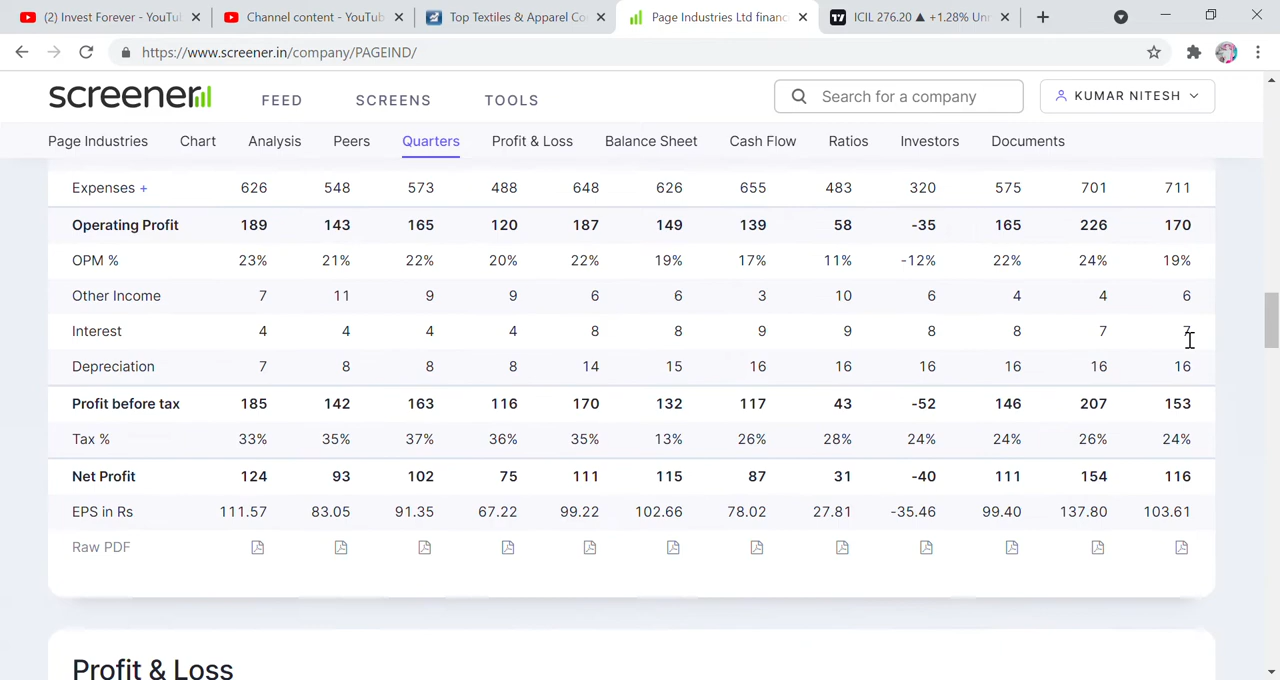 (2) Invest Forever - YouTu
Channel content - YouTub
Top Textiles & Apparel Co
Page Industries Ltd financ
ICIL 276.20 ▲ +1.28% Unn
https://www.screener.in/company/PAGEIND/
screener
FEED SCREENS TOOLS
Search for a company
KUMAR NITESH
Page Industries Chart Analysis Peers Quarters Profit & Loss Balance Sheet Cash Flow Ratios Investors Documents
Expenses + 626 548 573 488 648 626 655 483 320 575 701 711
Operating Profit 189 143 165 120 187 149 139 58 -35 165 226 170
OPM % 23% 21% 22% 20% 22% 19% 17% 11% -12% 22% 24% 19%
Other Income 7 11 9 9 6 6 3 10 6 4 4 6
Interest 4 4 4 4 8 8 9 9 8 8 7 7
Depreciation 7 8 8 8 14 15 16 16 16 16 16 16
Profit before tax 185 142 163 116 170 132 117 43 -52 146 207 153
Tax % 33% 35% 37% 36% 35% 13% 26% 28% 24% 24% 26% 24%
Net Profit 124 93 102 75 111 115 87 31 -40 111 154 116
EPS in Rs 111.57 83.05 91.35 67.22 99.22 102.66 78.02 27.81 -35.46 99.40 137.80 103.61
Raw PDF
Profit & Loss